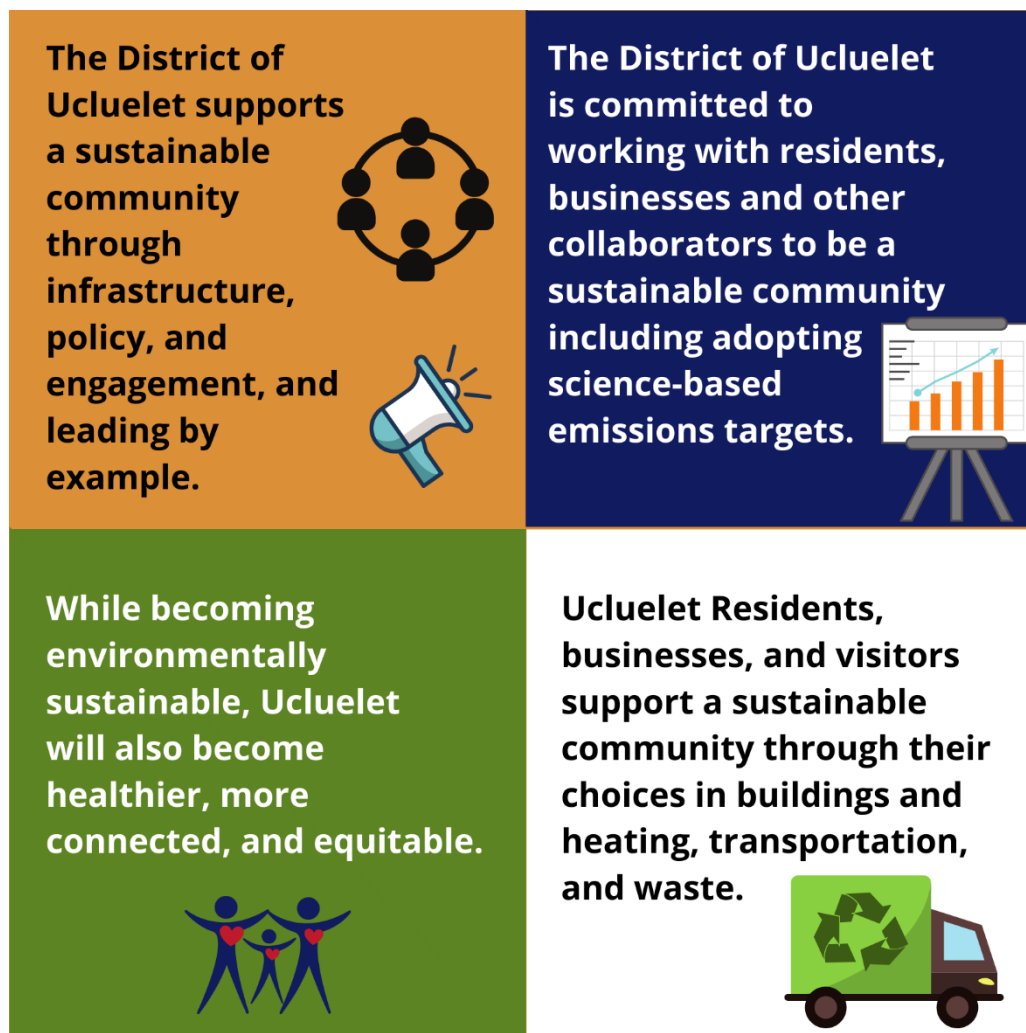 The District of
Ucluelet supports
a sustainable
community
through
infrastructure,
policy, and
engagement, and
leading by
example.
The District of Ucluelet
is committed to
working with residents,
businesses and other
collaborators to be a
sustainable community
including adopting
science-based
emissions targets.
While becoming
environmentally
sustainable, Ucluelet
will also become
healthier, more
connected, and equitable.
Ucluelet Residents,
businesses, and visitors
support a sustainable
community through their
choices in buildings and
heating, transportation,
and waste.